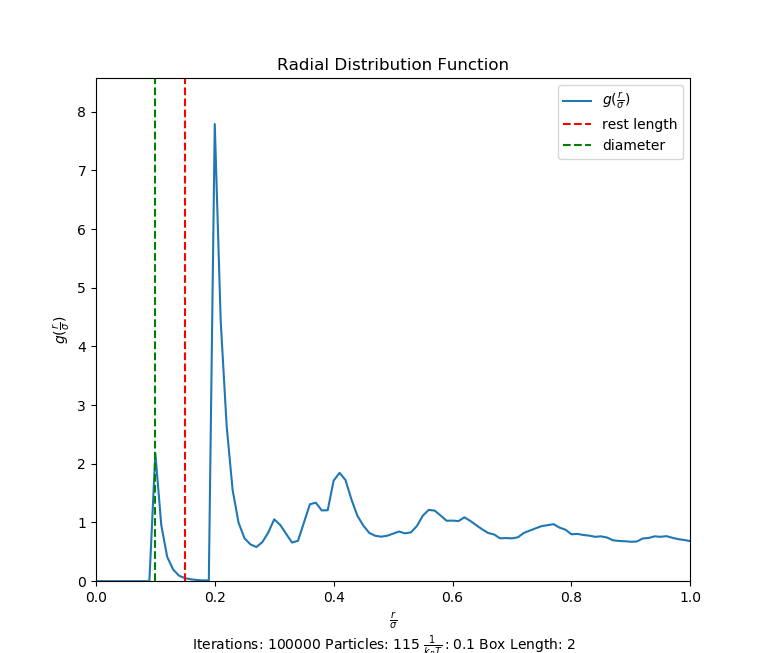 Radial Distribution Function
g(r/σ)
rest length
diameter
8
7
6
5
4
3
2
1
0
g(r/σ)
0.0 0.2 0.4 0.6 0.8 1.0
r/σ
Iterations: 100000 Particles: 115 1/k_BT : 0.1 Box Length: 2